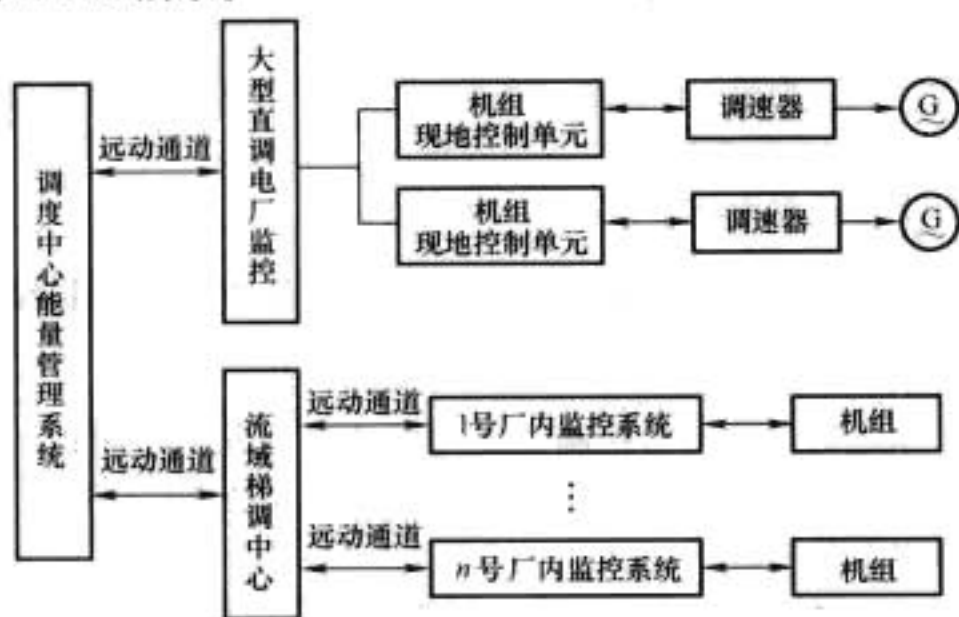 调度中心能量管理系统
远动通道
大型直调电厂监控
机组
现地控制单元
调速器
G
机组
现地控制单元
调速器
G
远动通道
流域梯调中心
远动通道
1号厂内监控系统
机组
⋮
远动通道
n号厂内监控系统
机组